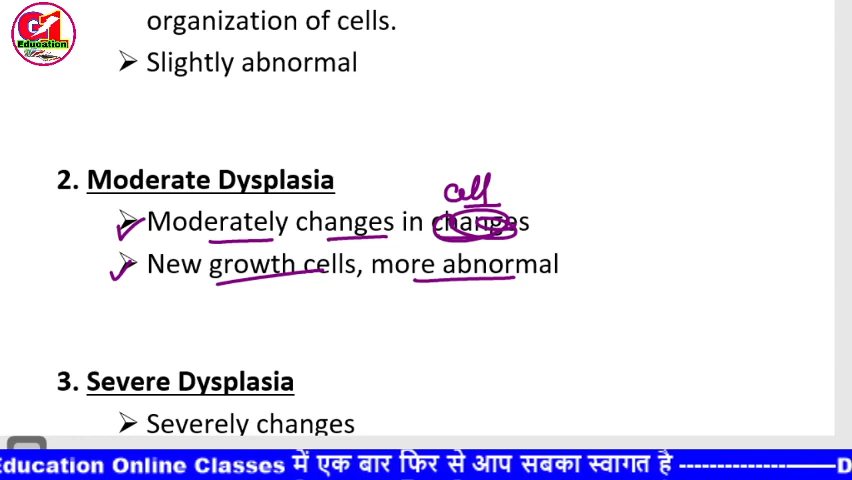 GI
Education
organization of cells.
➤ Slightly abnormal
2. Moderate Dysplasia
cell
➤ Moderately changes in changes
➤ New growth cells, more abnormal
3. Severe Dysplasia
➤ Severely changes
Education Online Classes में एक बार फिर से आप सबका स्वागत है ----------------------D